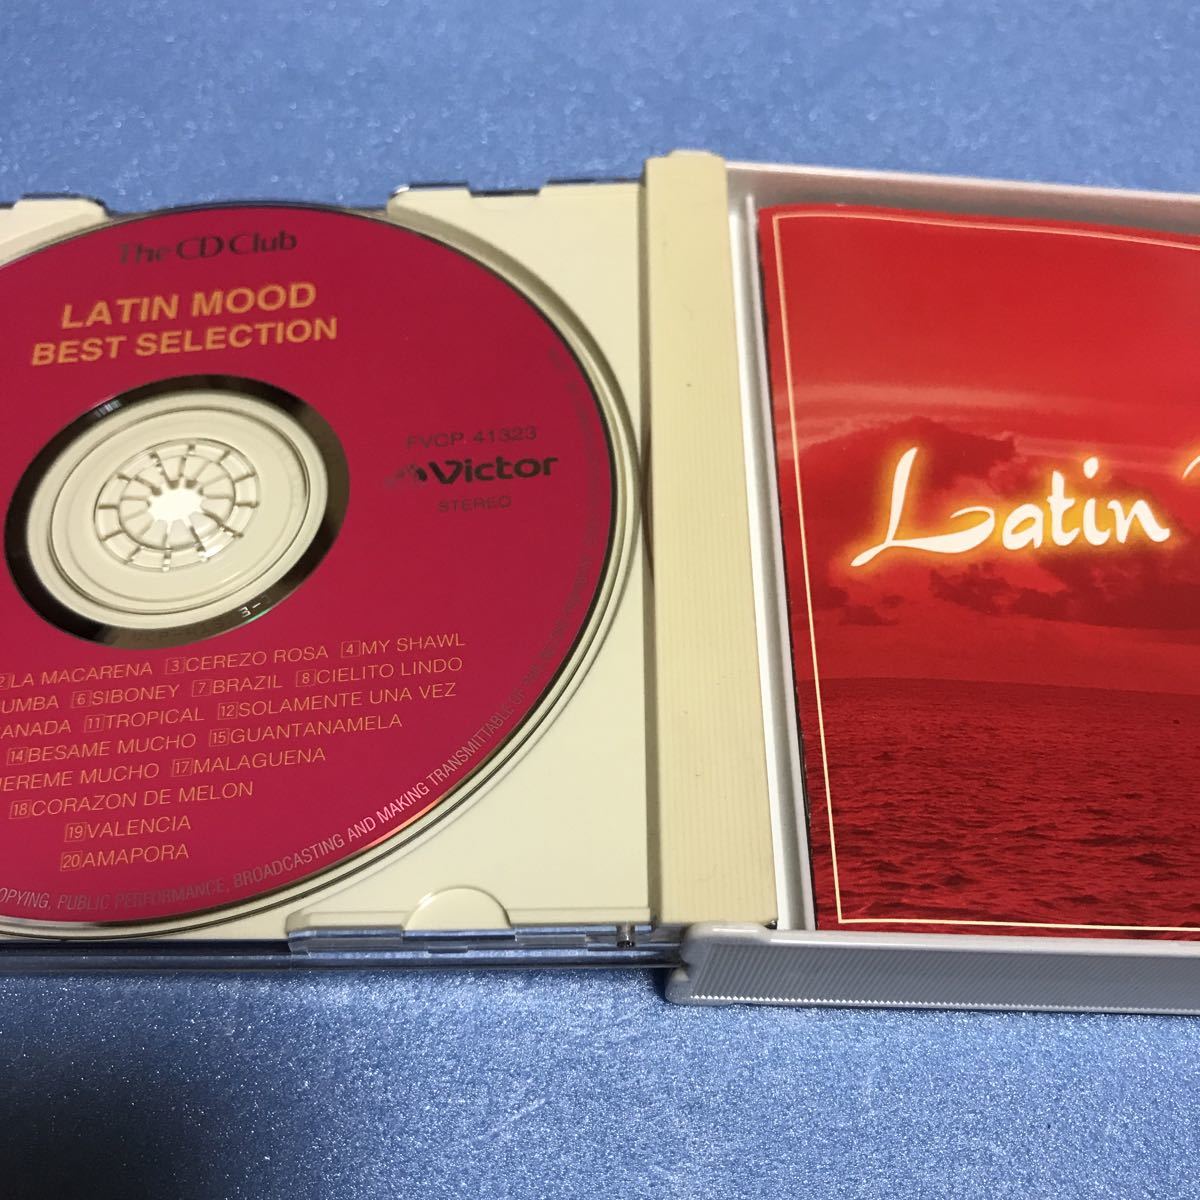 The CD Club
LATIN MOOD
BEST SELECTION
FVCP 41323
Victor
STEREO
2 LA MACARENA 3 CEREZO ROSA 4 MY SHAWL
UMBA 6 SIBONEY 7 BRAZIL 8 CIELITO LINDO
ANADA 11 TROPICAL 12 SOLAMENTE UNA VEZ
14 BESAME MUCHO 15 GUANTANAMELA
IEREME MUCHO 17 MALAGUENA
18 CORAZON DE MELON
19 VALENCIA
20 AMAPORA
OPYING, PUBLIC PERFORMANCE, BROADCASTING AND MAKING TRANSMITTABLE OF
Latin